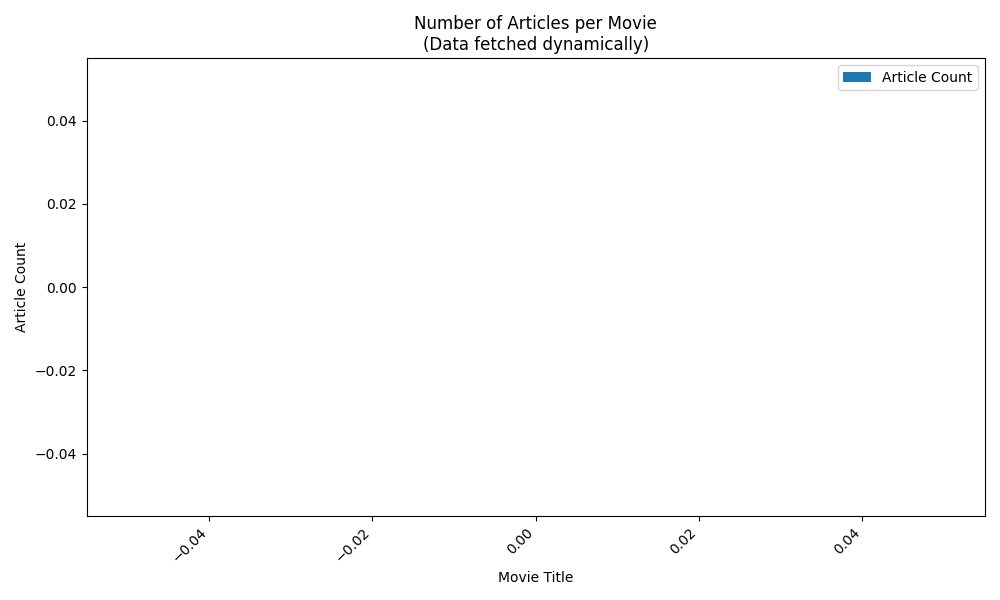 Number of Articles per Movie
(Data fetched dynamically)
Article Count
0.04
0.02
0.00
−0.02
−0.04
Article Count
−0.04
−0.02
0.00
0.02
0.04
Movie Title